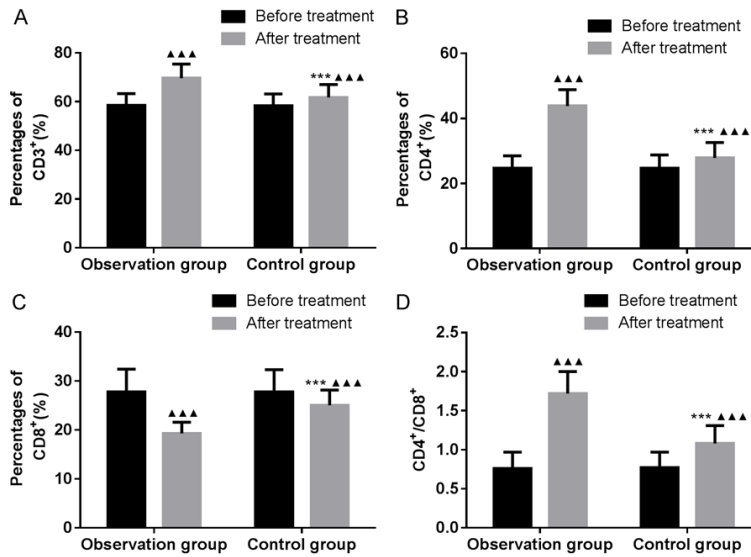 A
Before treatment
After treatment
Percentages of
CD3+(%)
80
60
40
20
0
▲▲▲
*** ▲▲▲
Observation group Control group
B
Before treatment
After treatment
Percentages of
CD4+(%)
60
40
20
0
▲▲▲
*** ▲▲▲
Observation group Control group
C
Before treatment
After treatment
Percentages of
CD8+(%)
40
30
20
10
0
▲▲▲
*** ▲▲▲
Observation group Control group
D
Before treatment
After treatment
CD4+/CD8+
2.5
2.0
1.5
1.0
0.5
0.0
▲▲▲
*** ▲▲▲
Observation group Control group